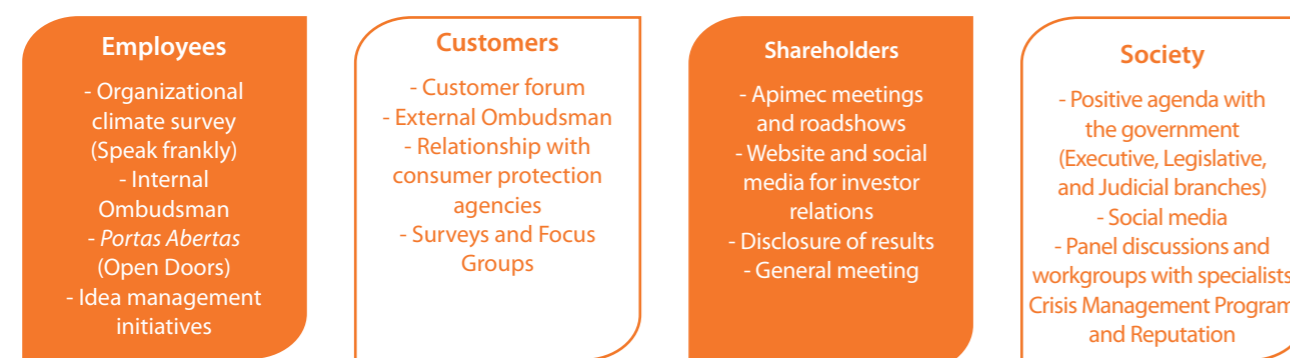 Employees
- Organizational
climate survey
(Speak frankly)
- Internal
Ombudsman
- Portas Abertas
(Open Doors)
- Idea management
initiatives
Customers
- Customer forum
- External Ombudsman
- Relationship with
consumer protection
agencies
- Surveys and Focus
Groups
Shareholders
- Apimec meetings
and roadshows
- Website and social
media for investor
relations
- Disclosure of results
- General meeting
Society
- Positive agenda with
the government
(Executive, Legislative,
and Judicial branches)
- Social media
- Panel discussions and
workgroups with specialists
Crisis Management Program
and Reputation